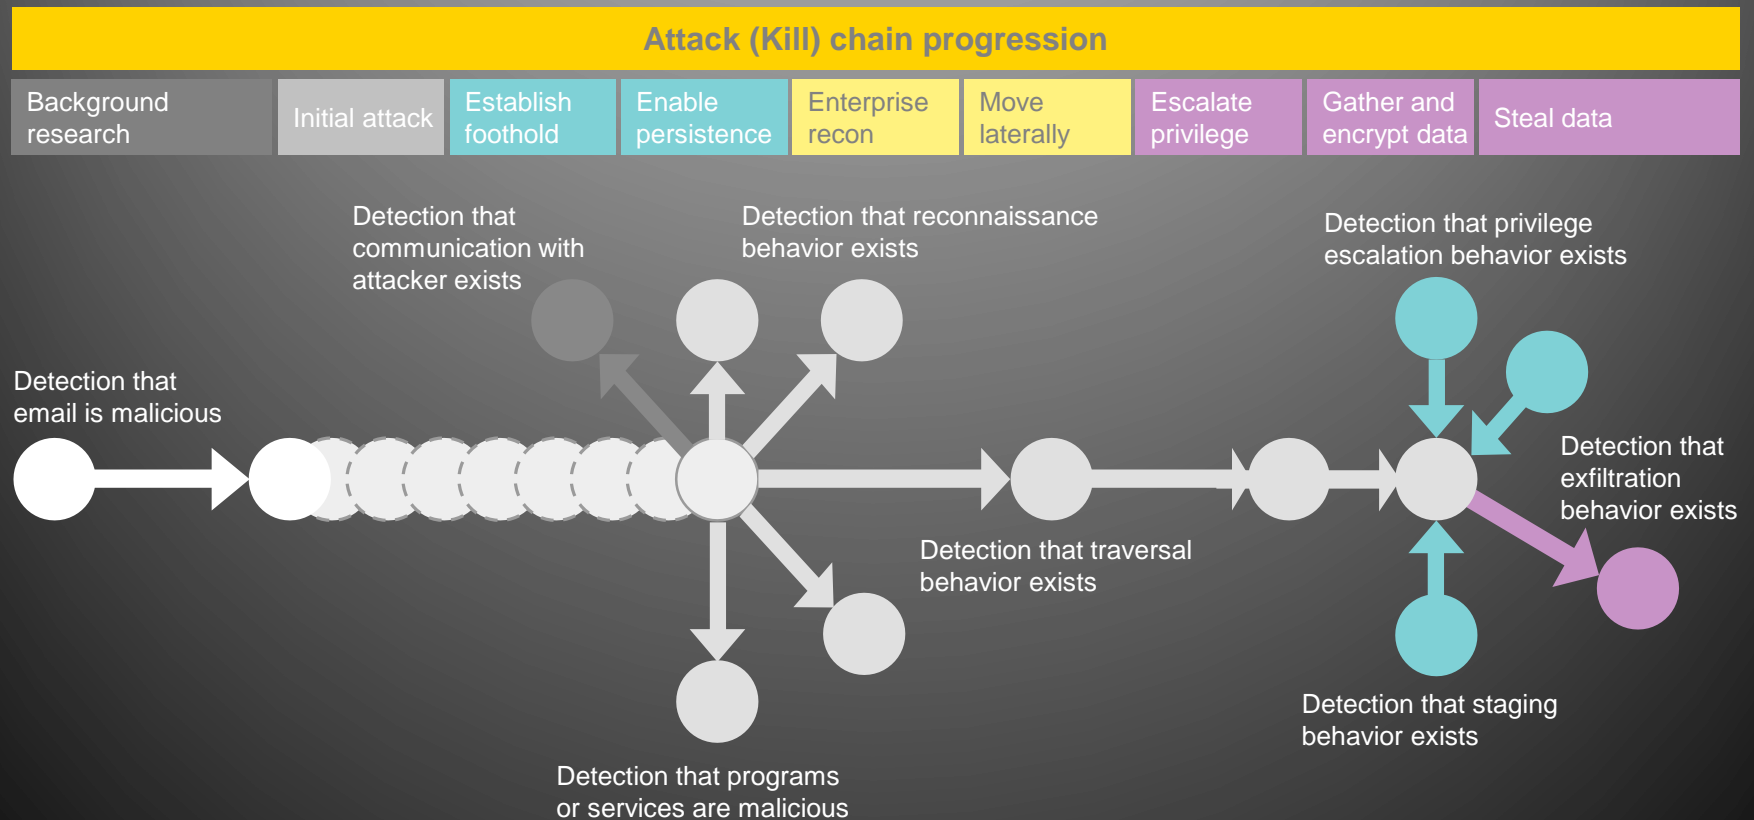 Attack (Kill) chain progression
Background
research
Initial attack
Establish
foothold
Enable
persistence
Enterprise
recon
Move
laterally
Escalate
privilege
Gather and
encrypt data
Steal data
Detection that
communication with
attacker exists
Detection that reconnaissance
behavior exists
Detection that privilege
escalation behavior exists
Detection that
email is malicious
Detection that
exfiltration
behavior exists
Detection that traversal
behavior exists
Detection that staging
behavior exists
Detection that programs
or services are malicious